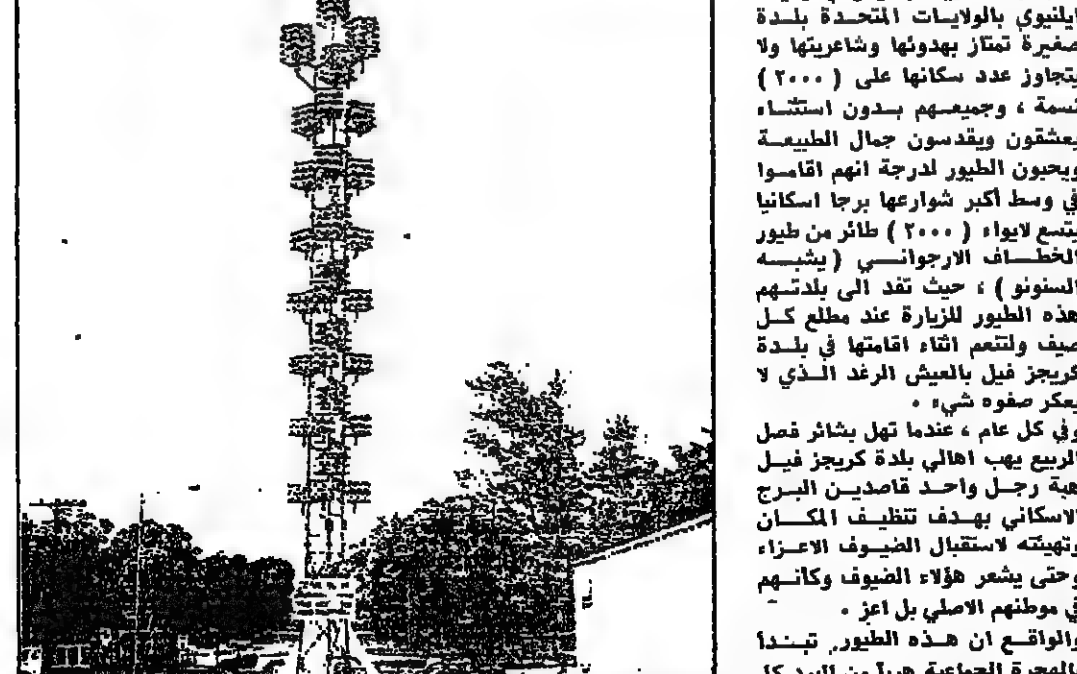 ايلنيوي بالولايات المتحدة بلدة
صغيرة تمتاز بهدوئها وشاعريتها ولا
يتجاوز عدد سكانها على ( ٢٠٠٠ )
نسمة ، وجميعهم بدون استثناء
يعشقون ويقدسون جمال الطبيعة
ويحبون الطيور لدرجة انهم اقاموا
في وسط أكبر شوارعها برجا اسكانيا
يتسع لايواء ( ٢٠٠٠ ) طائر من طيور
الخطاف الارجواني ( يشبه
السنونو ) ، حيث تفد الى بلدتهم
هذه الطيور للزيارة عند مطلع كل
صيف ولتنعم اثناء اقامتها في بلدة
كريجز فيل بالعيش الرغد الذي لا
يعكر صفوه شيء .
وفي كل عام ، عندما تهل بشائر فصل
الربيع يهب اهالي بلدة كريجز فيل
هبة رجل واحد قاصدين البرج
الاسكاني بهدف تنظيف المكان
وتهيئته لاستقبال الضيوف الاعزاء
وحتى يشعر هؤلاء الضيوف وكانهم
في موطنهم الاصلي بل اعز .
والواقع ان هذه الطيور تبتدأ